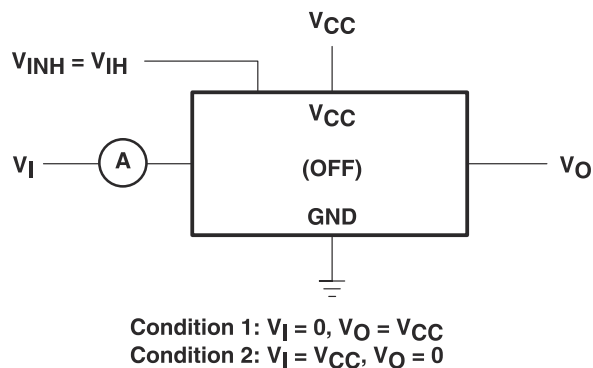 VCC
VINH = VIH
VCC
VI
A
(OFF)
VO
GND
Condition 1: VI = 0, VO = VCC
Condition 2: VI = VCC, VO = 0